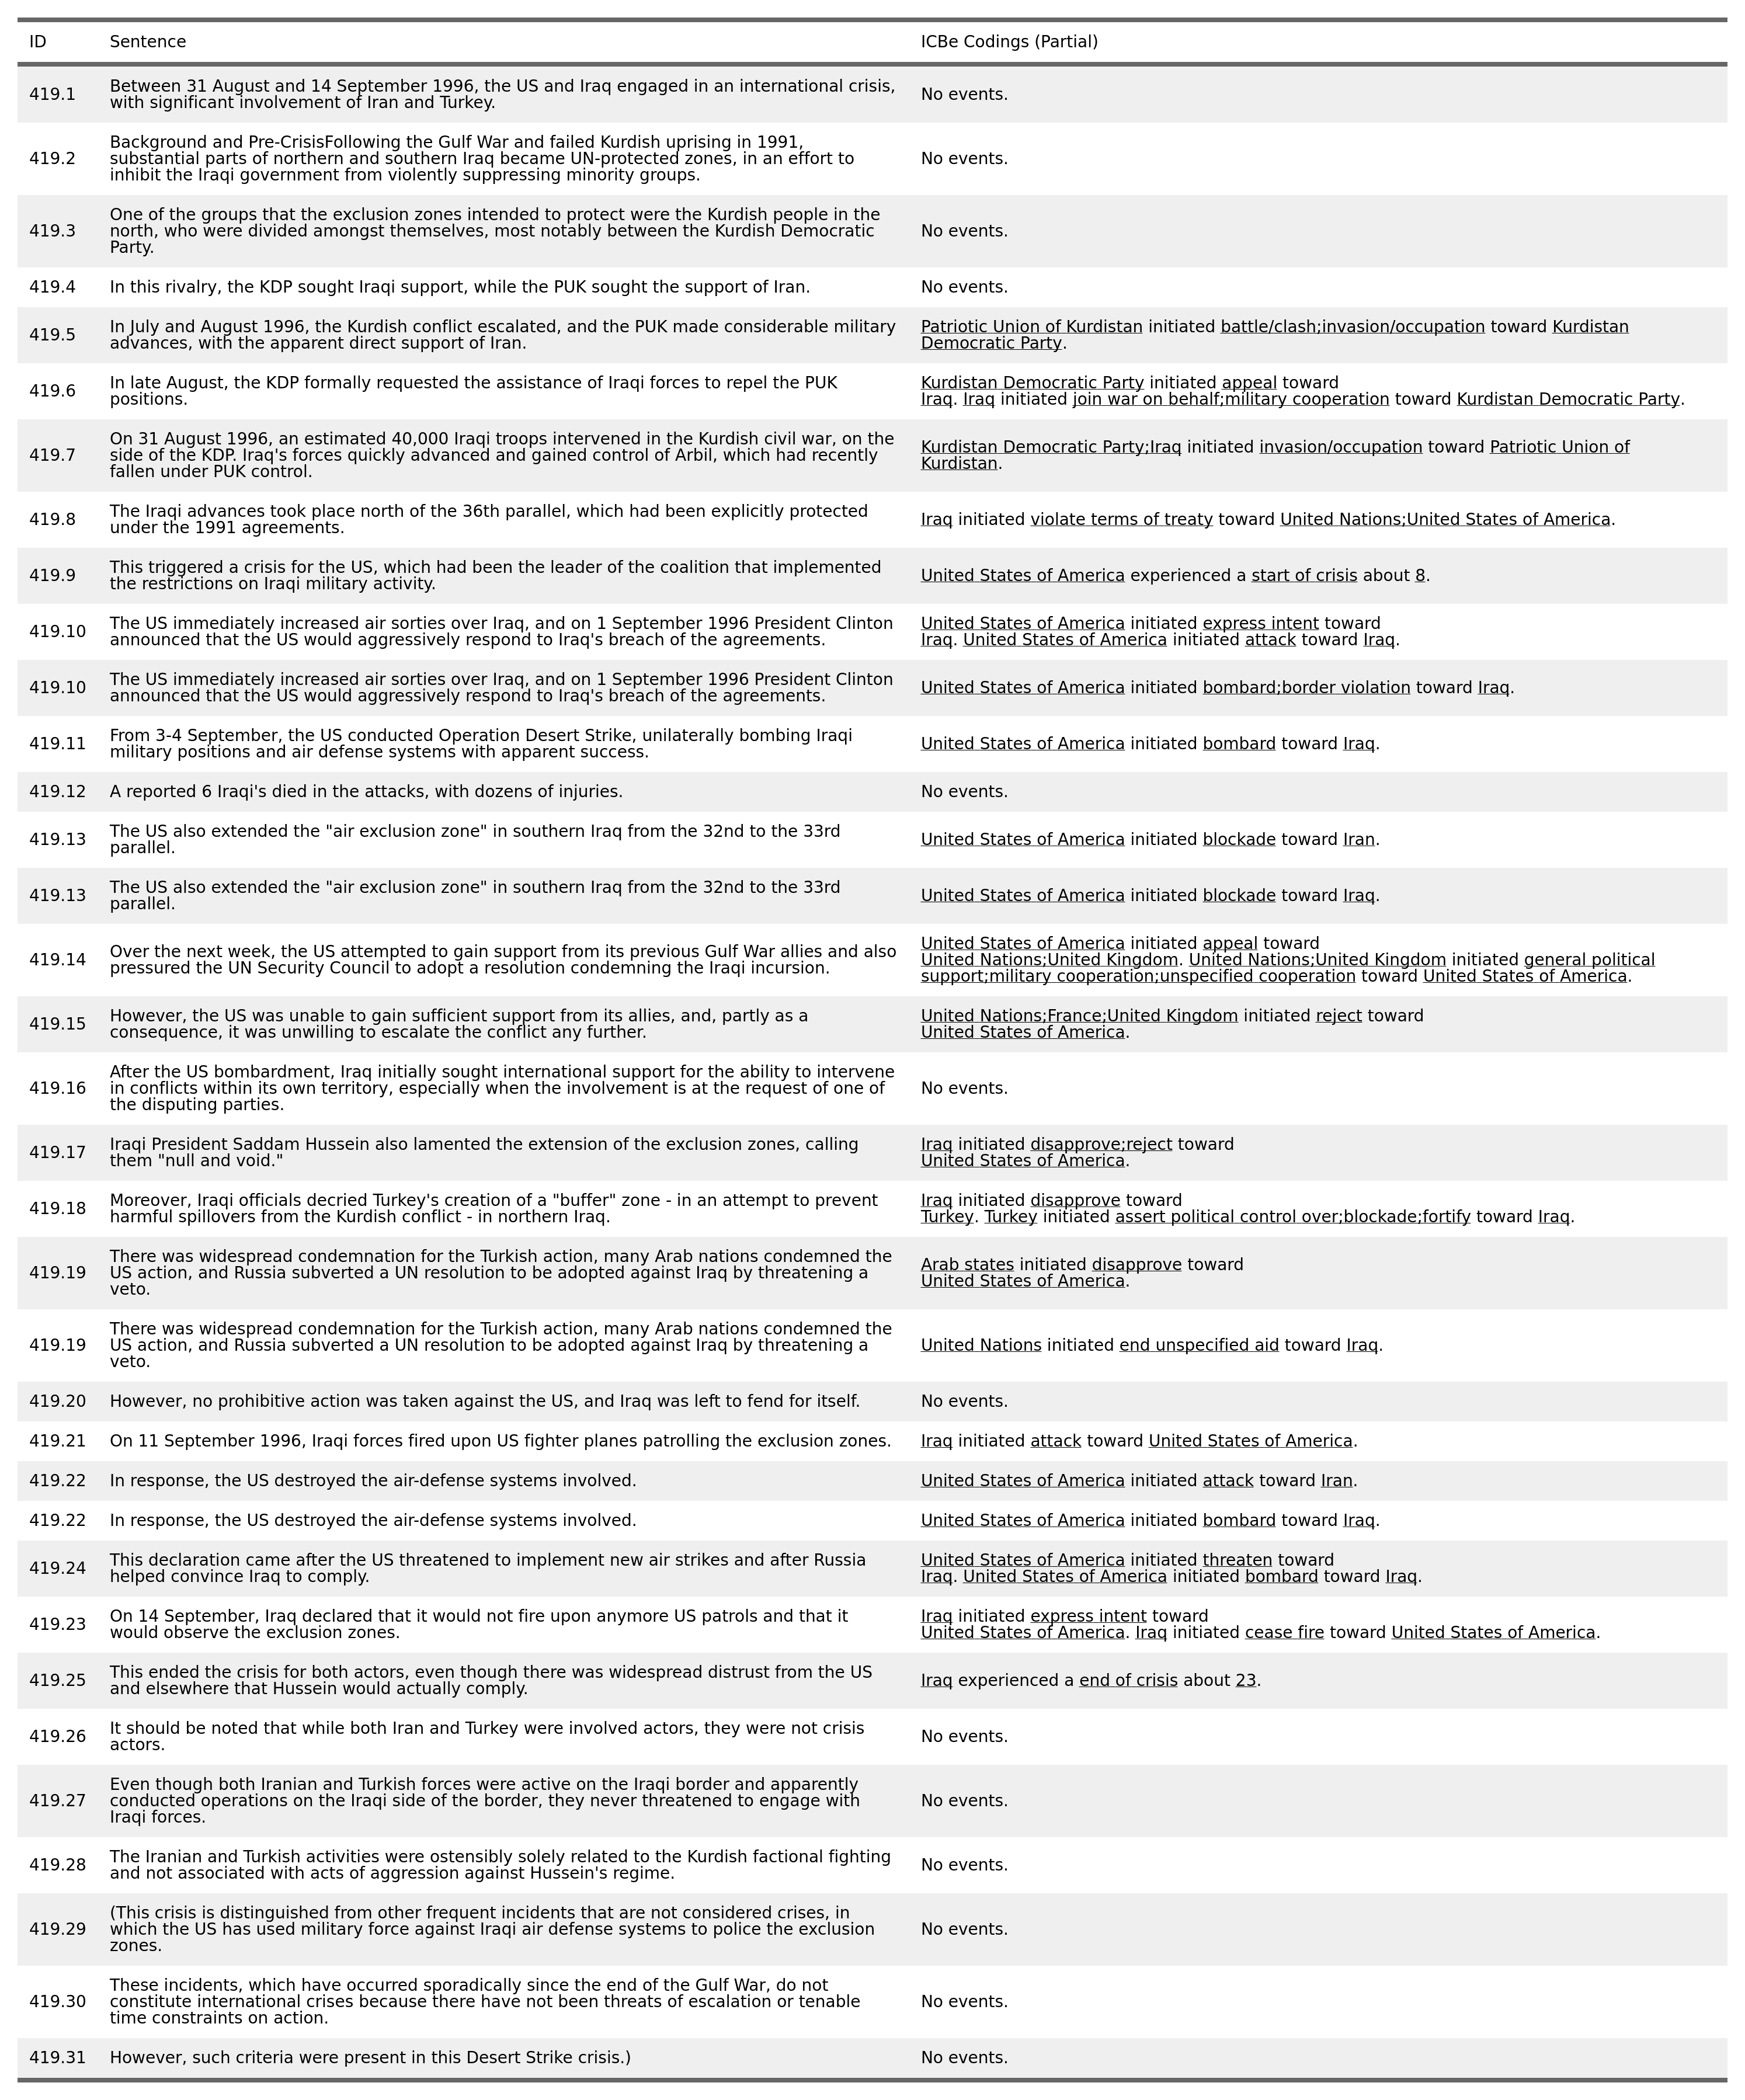 ID Sentence ICBe Codings (Partial)
419.1 Between 31 August and 14 September 1996, the US and Iraq engaged in an international crisis, No events.
with significant involvement of Iran and Turkey.
419.2 Background and Pre-CrisisFollowing the Gulf War and failed Kurdish uprising in 1991, No events.
substantial parts of northern and southern Iraq became UN-protected zones, in an effort to
inhibit the Iraqi government from violently suppressing minority groups.
419.3 One of the groups that the exclusion zones intended to protect were the Kurdish people in the No events.
north, who were divided amongst themselves, most notably between the Kurdish Democratic
Party.
419.4 In this rivalry, the KDP sought Iraqi support, while the PUK sought the support of Iran. No events.
419.5 In July and August 1996, the Kurdish conflict escalated, and the PUK made considerable military
advances, with the apparent direct support of Iran.
Patriotic Union of Kurdistan initiated battle/clash;invasion/occupation toward Kurdistan
Democratic Party.
419.6 In late August, the KDP formally requested the assistance of Iraqi forces to repel the PUK
positions.
Kurdistan Democratic Party initiated appeal toward
Iraq. Iraq initiated join war on behalf;military cooperation toward Kurdistan Democratic Party.
419.7 On 31 August 1996, an estimated 40,000 Iraqi troops intervened in the Kurdish civil war, on the
side of the KDP. Iraq's forces quickly advanced and gained control of Arbil, which had recently
fallen under PUK control.
Kurdistan Democratic Party;Iraq initiated invasion/occupation toward Patriotic Union of
Kurdistan.
419.8 The Iraqi advances took place north of the 36th parallel, which had been explicitly protected
under the 1991 agreements.
Iraq initiated violate terms of treaty toward United Nations;United States of America.
419.9 This triggered a crisis for the US, which had been the leader of the coalition that implemented
the restrictions on Iraqi military activity.
United States of America experienced a start of crisis about 8.
419.10 The US immediately increased air sorties over Iraq, and on 1 September 1996 President Clinton
announced that the US would aggressively respond to Iraq's breach of the agreements.
United States of America initiated express intent toward
Iraq. United States of America initiated attack toward Iraq.
419.10 The US immediately increased air sorties over Iraq, and on 1 September 1996 President Clinton
announced that the US would aggressively respond to Iraq's breach of the agreements.
United States of America initiated bombard;border violation toward Iraq.
419.11 From 3-4 September, the US conducted Operation Desert Strike, unilaterally bombing Iraqi
military positions and air defense systems with apparent success.
United States of America initiated bombard toward Iraq.
419.12 A reported 6 Iraqi's died in the attacks, with dozens of injuries. No events.
419.13 The US also extended the "air exclusion zone" in southern Iraq from the 32nd to the 33rd
parallel.
United States of America initiated blockade toward Iran.
419.13 The US also extended the "air exclusion zone" in southern Iraq from the 32nd to the 33rd
parallel.
United States of America initiated blockade toward Iraq.
419.14 Over the next week, the US attempted to gain support from its previous Gulf War allies and also
pressured the UN Security Council to adopt a resolution condemning the Iraqi incursion.
United States of America initiated appeal toward
United Nations;United Kingdom. United Nations;United Kingdom initiated general political
support;military cooperation;unspecified cooperation toward United States of America.
419.15 However, the US was unable to gain sufficient support from its allies, and, partly as a
consequence, it was unwilling to escalate the conflict any further.
United Nations;France;United Kingdom initiated reject toward
United States of America.
419.16 After the US bombardment, Iraq initially sought international support for the ability to intervene
in conflicts within its own territory, especially when the involvement is at the request of one of
the disputing parties.
No events.
419.17 Iraqi President Saddam Hussein also lamented the extension of the exclusion zones, calling
them "null and void."
Iraq initiated disapprove;reject toward
United States of America.
419.18 Moreover, Iraqi officials decried Turkey's creation of a "buffer" zone - in an attempt to prevent
harmful spillovers from the Kurdish conflict - in northern Iraq.
Iraq initiated disapprove toward
Turkey. Turkey initiated assert political control over;blockade;fortify toward Iraq.
419.19 There was widespread condemnation for the Turkish action, many Arab nations condemned the
US action, and Russia subverted a UN resolution to be adopted against Iraq by threatening a
veto.
Arab states initiated disapprove toward
United States of America.
419.19 There was widespread condemnation for the Turkish action, many Arab nations condemned the
US action, and Russia subverted a UN resolution to be adopted against Iraq by threatening a
veto.
United Nations initiated end unspecified aid toward Iraq.
419.20 However, no prohibitive action was taken against the US, and Iraq was left to fend for itself. No events.
419.21 On 11 September 1996, Iraqi forces fired upon US fighter planes patrolling the exclusion zones. Iraq initiated attack toward United States of America.
419.22 In response, the US destroyed the air-defense systems involved. United States of America initiated attack toward Iran.
419.22 In response, the US destroyed the air-defense systems involved. United States of America initiated bombard toward Iraq.
419.24 This declaration came after the US threatened to implement new air strikes and after Russia
helped convince Iraq to comply.
United States of America initiated threaten toward
Iraq. United States of America initiated bombard toward Iraq.
419.23 On 14 September, Iraq declared that it would not fire upon anymore US patrols and that it
would observe the exclusion zones.
Iraq initiated express intent toward
United States of America. Iraq initiated cease fire toward United States of America.
419.25 This ended the crisis for both actors, even though there was widespread distrust from the US
and elsewhere that Hussein would actually comply.
Iraq experienced a end of crisis about 23.
419.26 It should be noted that while both Iran and Turkey were involved actors, they were not crisis
actors.
No events.
419.27 Even though both Iranian and Turkish forces were active on the Iraqi border and apparently
conducted operations on the Iraqi side of the border, they never threatened to engage with
Iraqi forces.
No events.
419.28 The Iranian and Turkish activities were ostensibly solely related to the Kurdish factional fighting
and not associated with acts of aggression against Hussein's regime.
No events.
419.29 (This crisis is distinguished from other frequent incidents that are not considered crises, in
which the US has used military force against Iraqi air defense systems to police the exclusion
zones.
No events.
419.30 These incidents, which have occurred sporadically since the end of the Gulf War, do not
constitute international crises because there have not been threats of escalation or tenable
time constraints on action.
No events.
419.31 However, such criteria were present in this Desert Strike crisis.) No events.